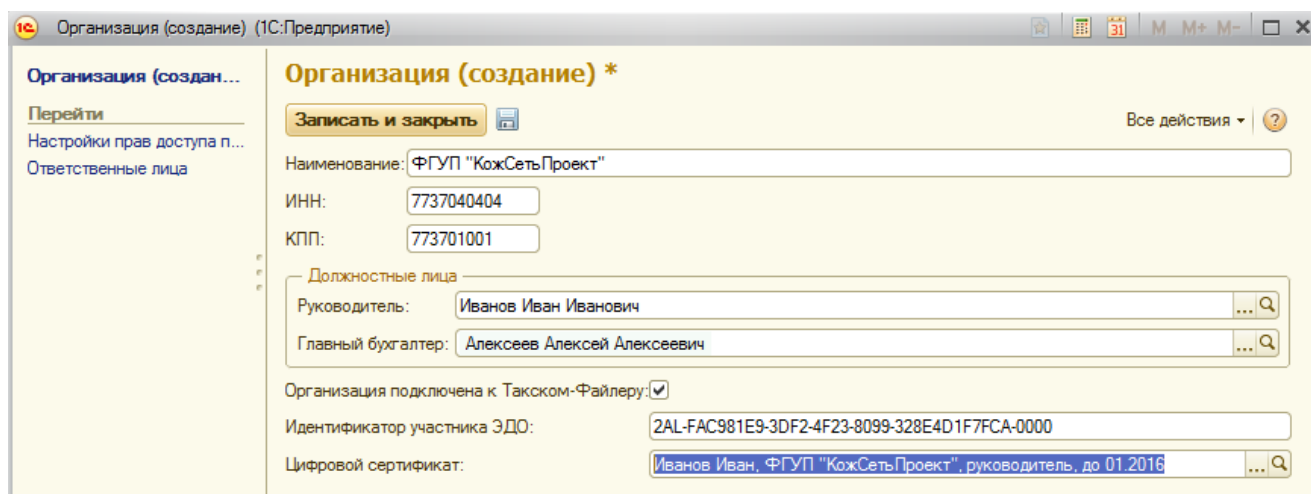 1С Организация (создание) (1С:Предприятие) 31 M M+ M-
Организация (создан...
Перейти
Настройки прав доступа п...
Ответственные лица
Организация (создание) *
Записать и закрыть Все действия ?
Наименование: ФГУП "КожСетьПроект"
ИНН: 7737040404
КПП: 773701001
Должностные лица
Руководитель: Иванов Иван Иванович ...
Главный бухгалтер: Алексеев Алексей Алексеевич ...
Организация подключена к Такском-Файлеру:
Идентификатор участника ЭДО: 2AL-FAC981E9-3DF2-4F23-8099-328E4D1F7FCA-0000
Цифровой сертификат: Иванов Иван, ФГУП "КожСетьПроект", руководитель, до 01.2016 ...